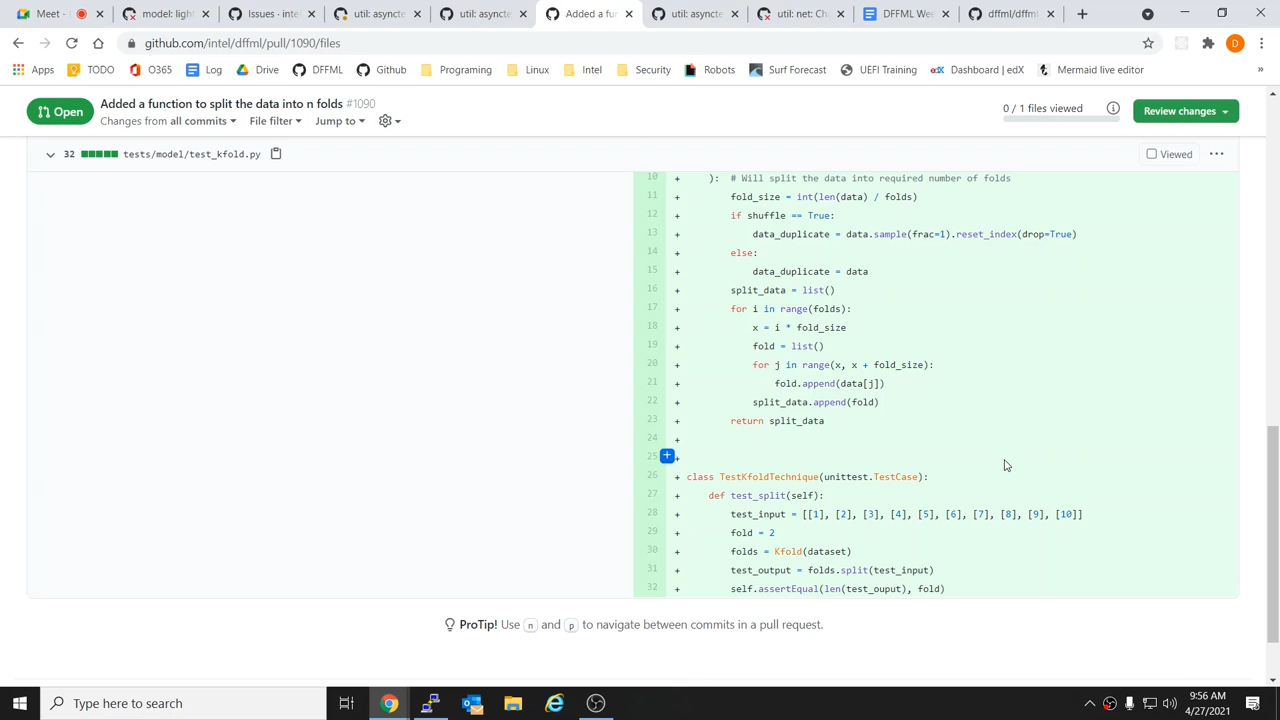 Meet -
model: light
Issues · inte
util: asyncte
util: asyncte
Added a fun
util: asyncte
util: net: Ch
DFFML Wee
dffml/dffml
github.com/intel/dffml/pull/1090/files
D
Apps
TODO
O365
Log
Drive
DFFML
Github
Programing
Linux
Intel
Security
Robots
Surf Forecast
UEFI Training
Dashboard | edX
Mermaid live editor
»
Open
Added a function to split the data into n folds #1090
Changes from all commits
File filter
Jump to
0 / 1 files viewed
Review changes
32 tests/model/test_kfold.py
Viewed
10 + ):  # Will split the data into required number of folds
11 + fold_size = int(len(data) / folds)
12 + if shuffle == True:
13 + data_duplicate = data.sample(frac=1).reset_index(drop=True)
14 + else:
15 + data_duplicate = data
16 + split_data = list()
17 + for i in range(folds):
18 + x = i * fold_size
19 + fold = list()
20 + for j in range(x, x + fold_size):
21 + fold.append(data[j])
22 + split_data.append(fold)
23 + return split_data
24 +
25 +
26 + class TestKfoldTechnique(unittest.TestCase):
27 + def test_split(self):
28 + test_input = [[1], [2], [3], [4], [5], [6], [7], [8], [9], [10]]
29 + fold = 2
30 + folds = Kfold(dataset)
31 + test_output = folds.split(test_input)
32 + self.assertEqual(len(test_ouput), fold)
ProTip! Use n and p to navigate between commits in a pull request.
Type here to search
9:56 AM
4/27/2021